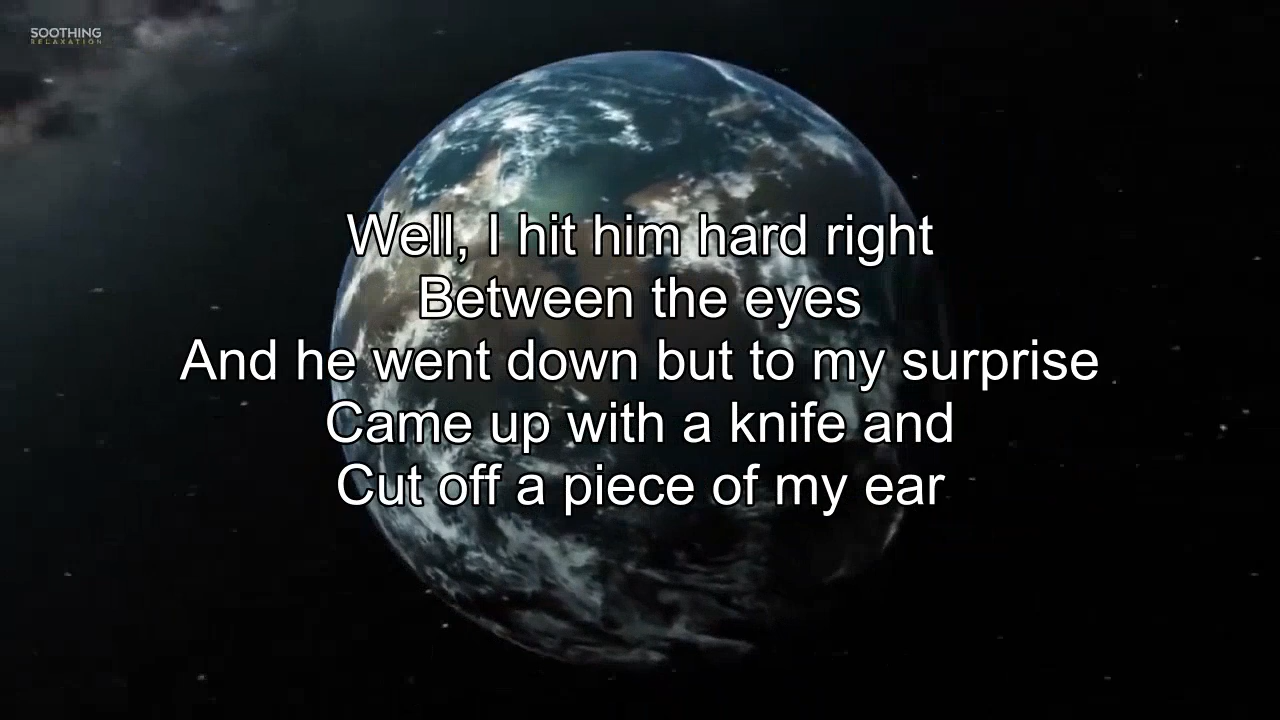 SOOTHING
RELAXATION
Well, I hit him hard right
Between the eyes
And he went down but to my surprise
Came up with a knife and
Cut off a piece of my ear